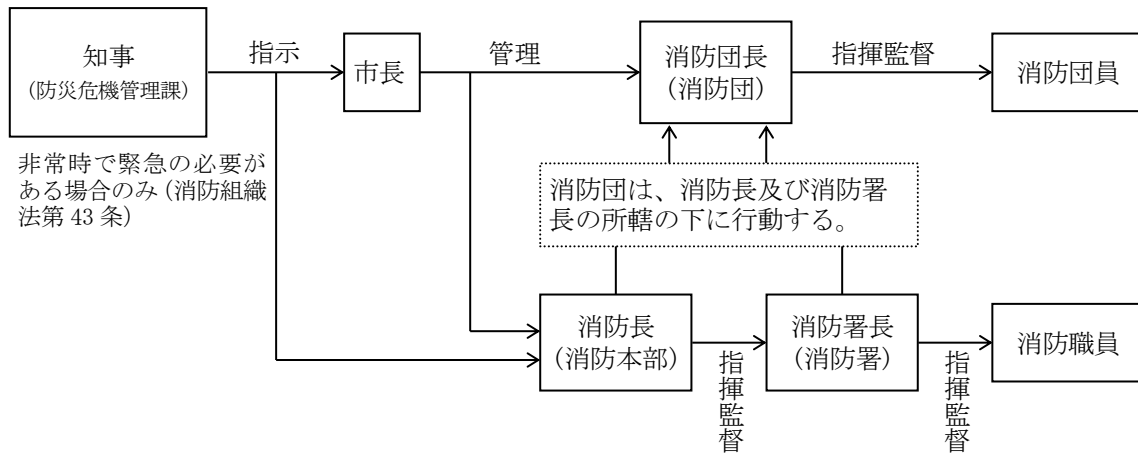 知事
(防災危機管理課)
指示
市長
管理
消防団長
(消防団)
指揮監督
消防団員
非常時で緊急の必要が
ある場合のみ(消防組織
法第 43 条)
消防団は、消防長及び消防署
長の所轄の下に行動する。
消防長
(消防本部)
指揮監督
消防署長
(消防署)
指揮監督
消防職員